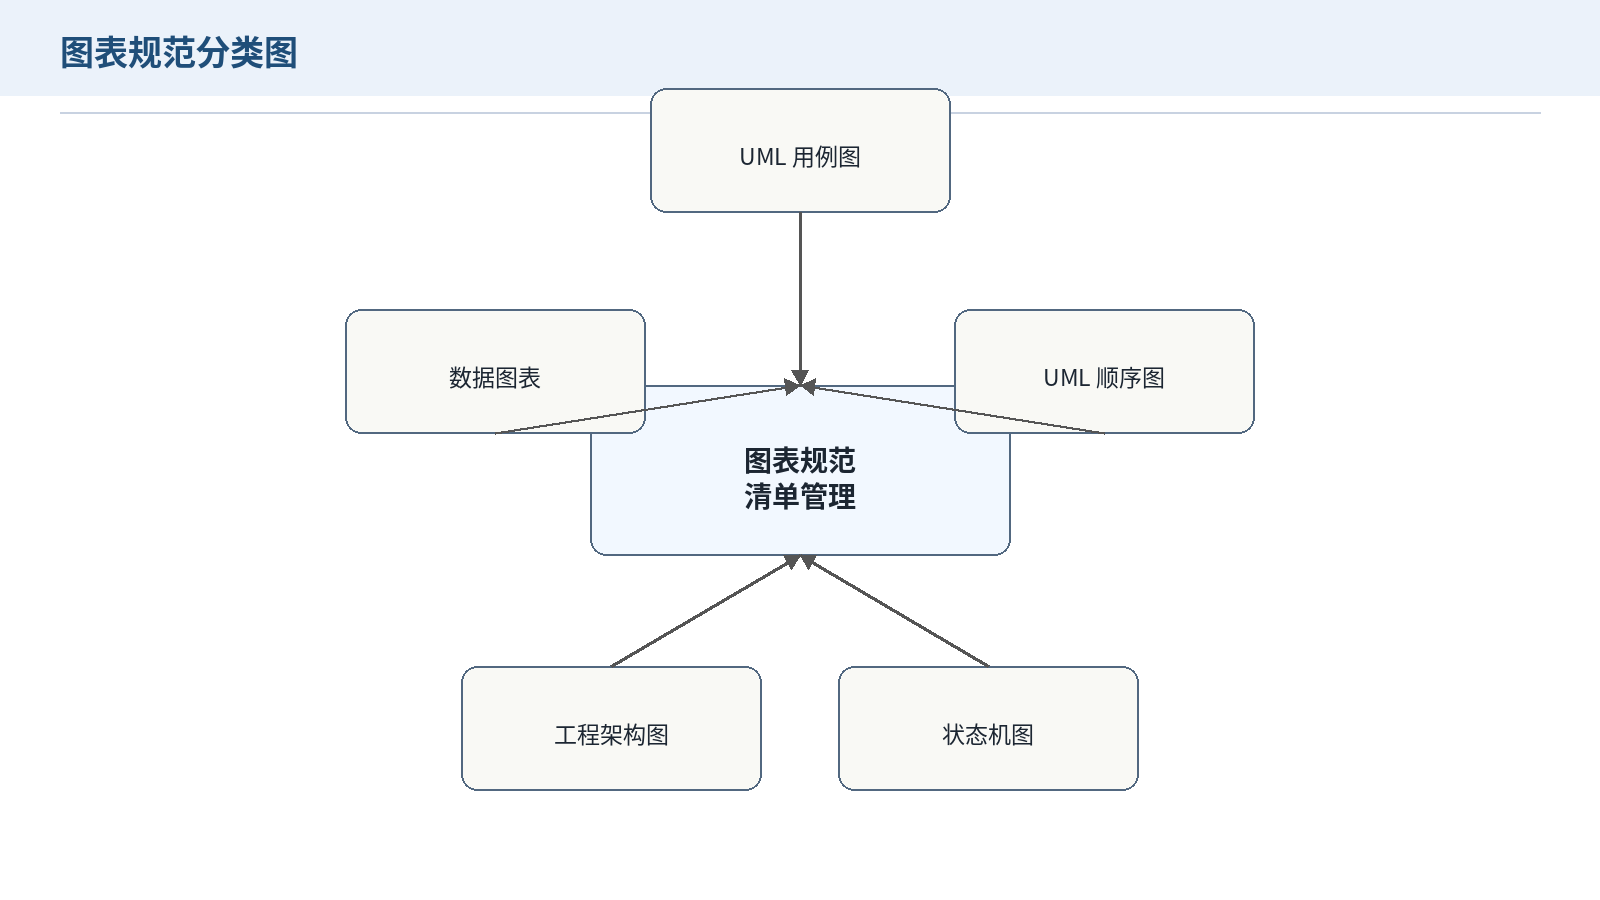 图表规范分类图
UML 用例图
数据图表
UML 顺序图
图表规范
清单管理
工程架构图
状态机图